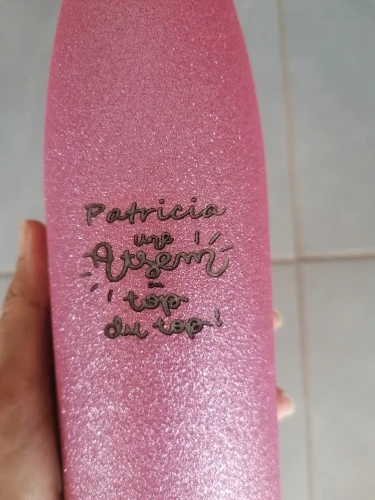 Patricia
une
Atsem
au
top
du top !